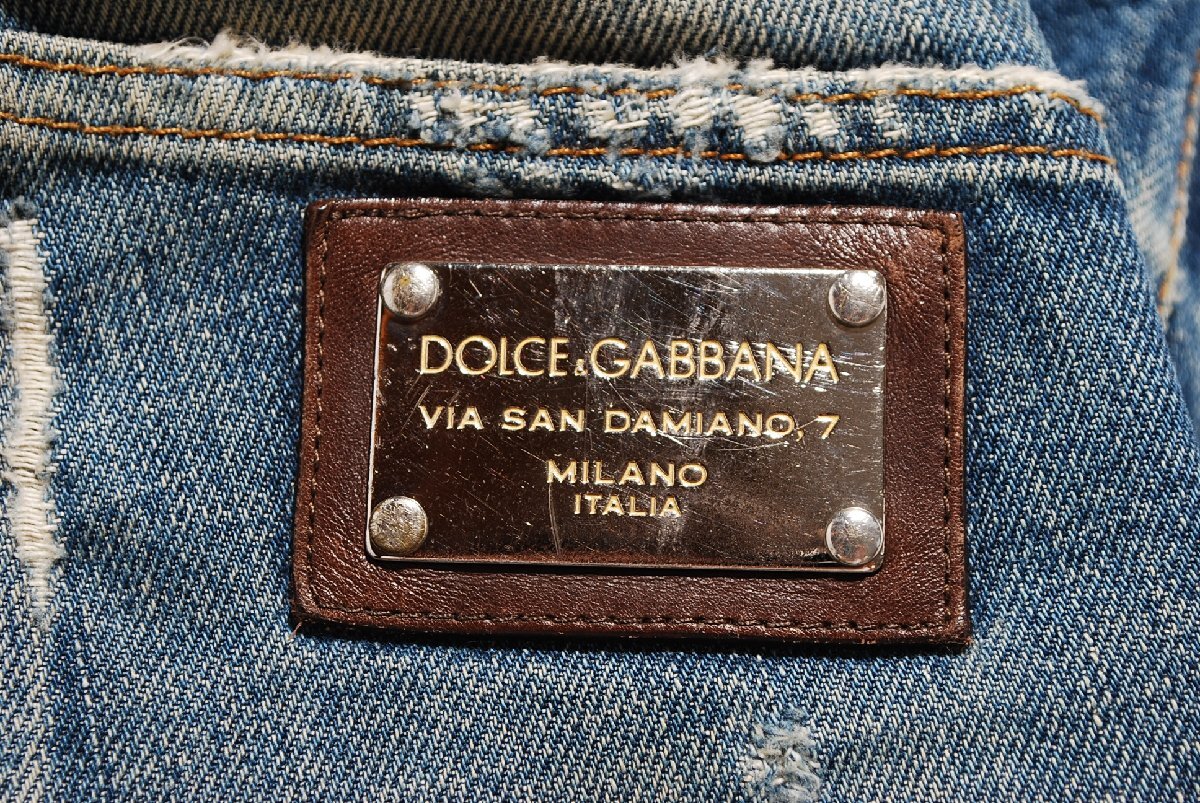 DOLCE&GABBANA
VIA SAN DAMIANO, 7
MILANO
ITALIA